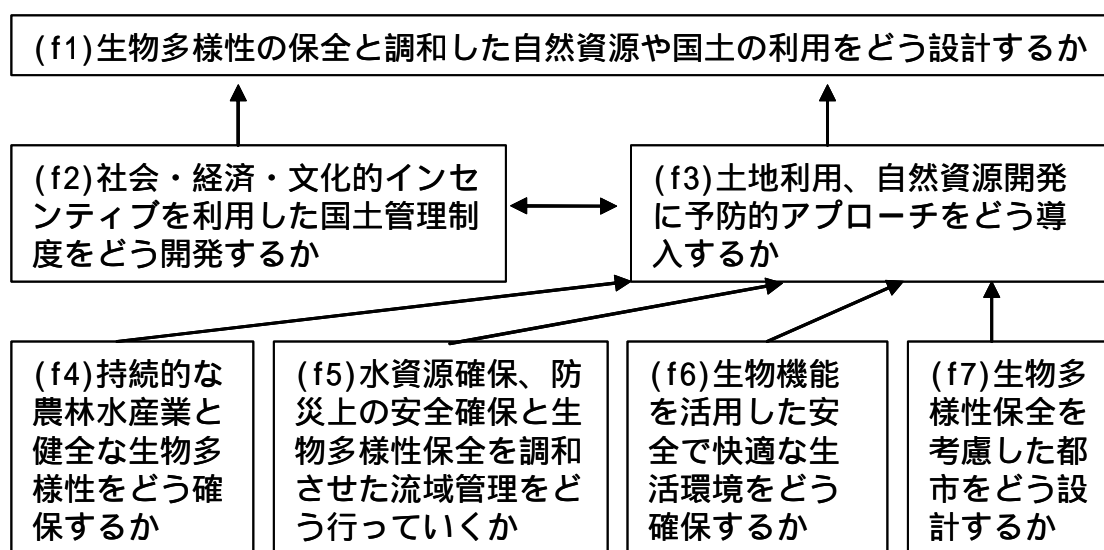 (f1)生物多様性の保全と調和した自然資源や国土の利用をどう設計するか
(f2)社会・経済・文化的インセ
ンティブを利用した国土管理制
度をどう開発するか
(f3)土地利用、自然資源開発
に予防的アプローチをどう導
入するか
(f4)持続的な
農林水産業と
健全な生物多
様性をどう確
保するか
(f5)水資源確保、防
災上の安全確保と生
物多様性保全を調和
させた流域管理をど
う行っていくか
(f6)生物機能
を活用した安
全で快適な生
活環境をどう
確保するか
(f7)生物多
様性保全を
考慮した都
市をどう設
計するか